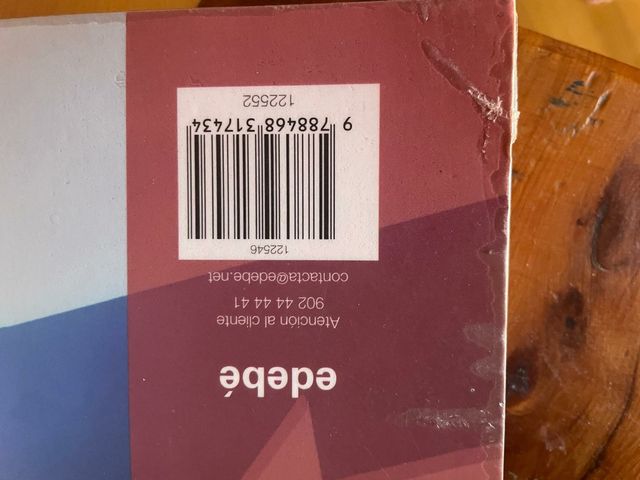 edebé
Atención al cliente
902 44 44 41
contacta@edebe.net
122546
9 788468 317434
122552